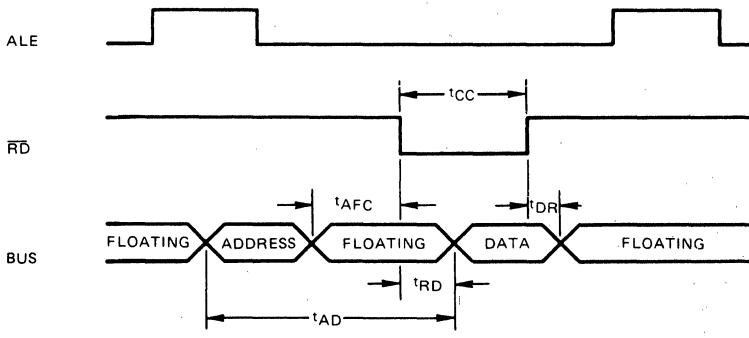 ALE
tCC
RD
tAFC
tDR
BUS
FLOATING ADDRESS FLOATING DATA FLOATING
tRD
tAD